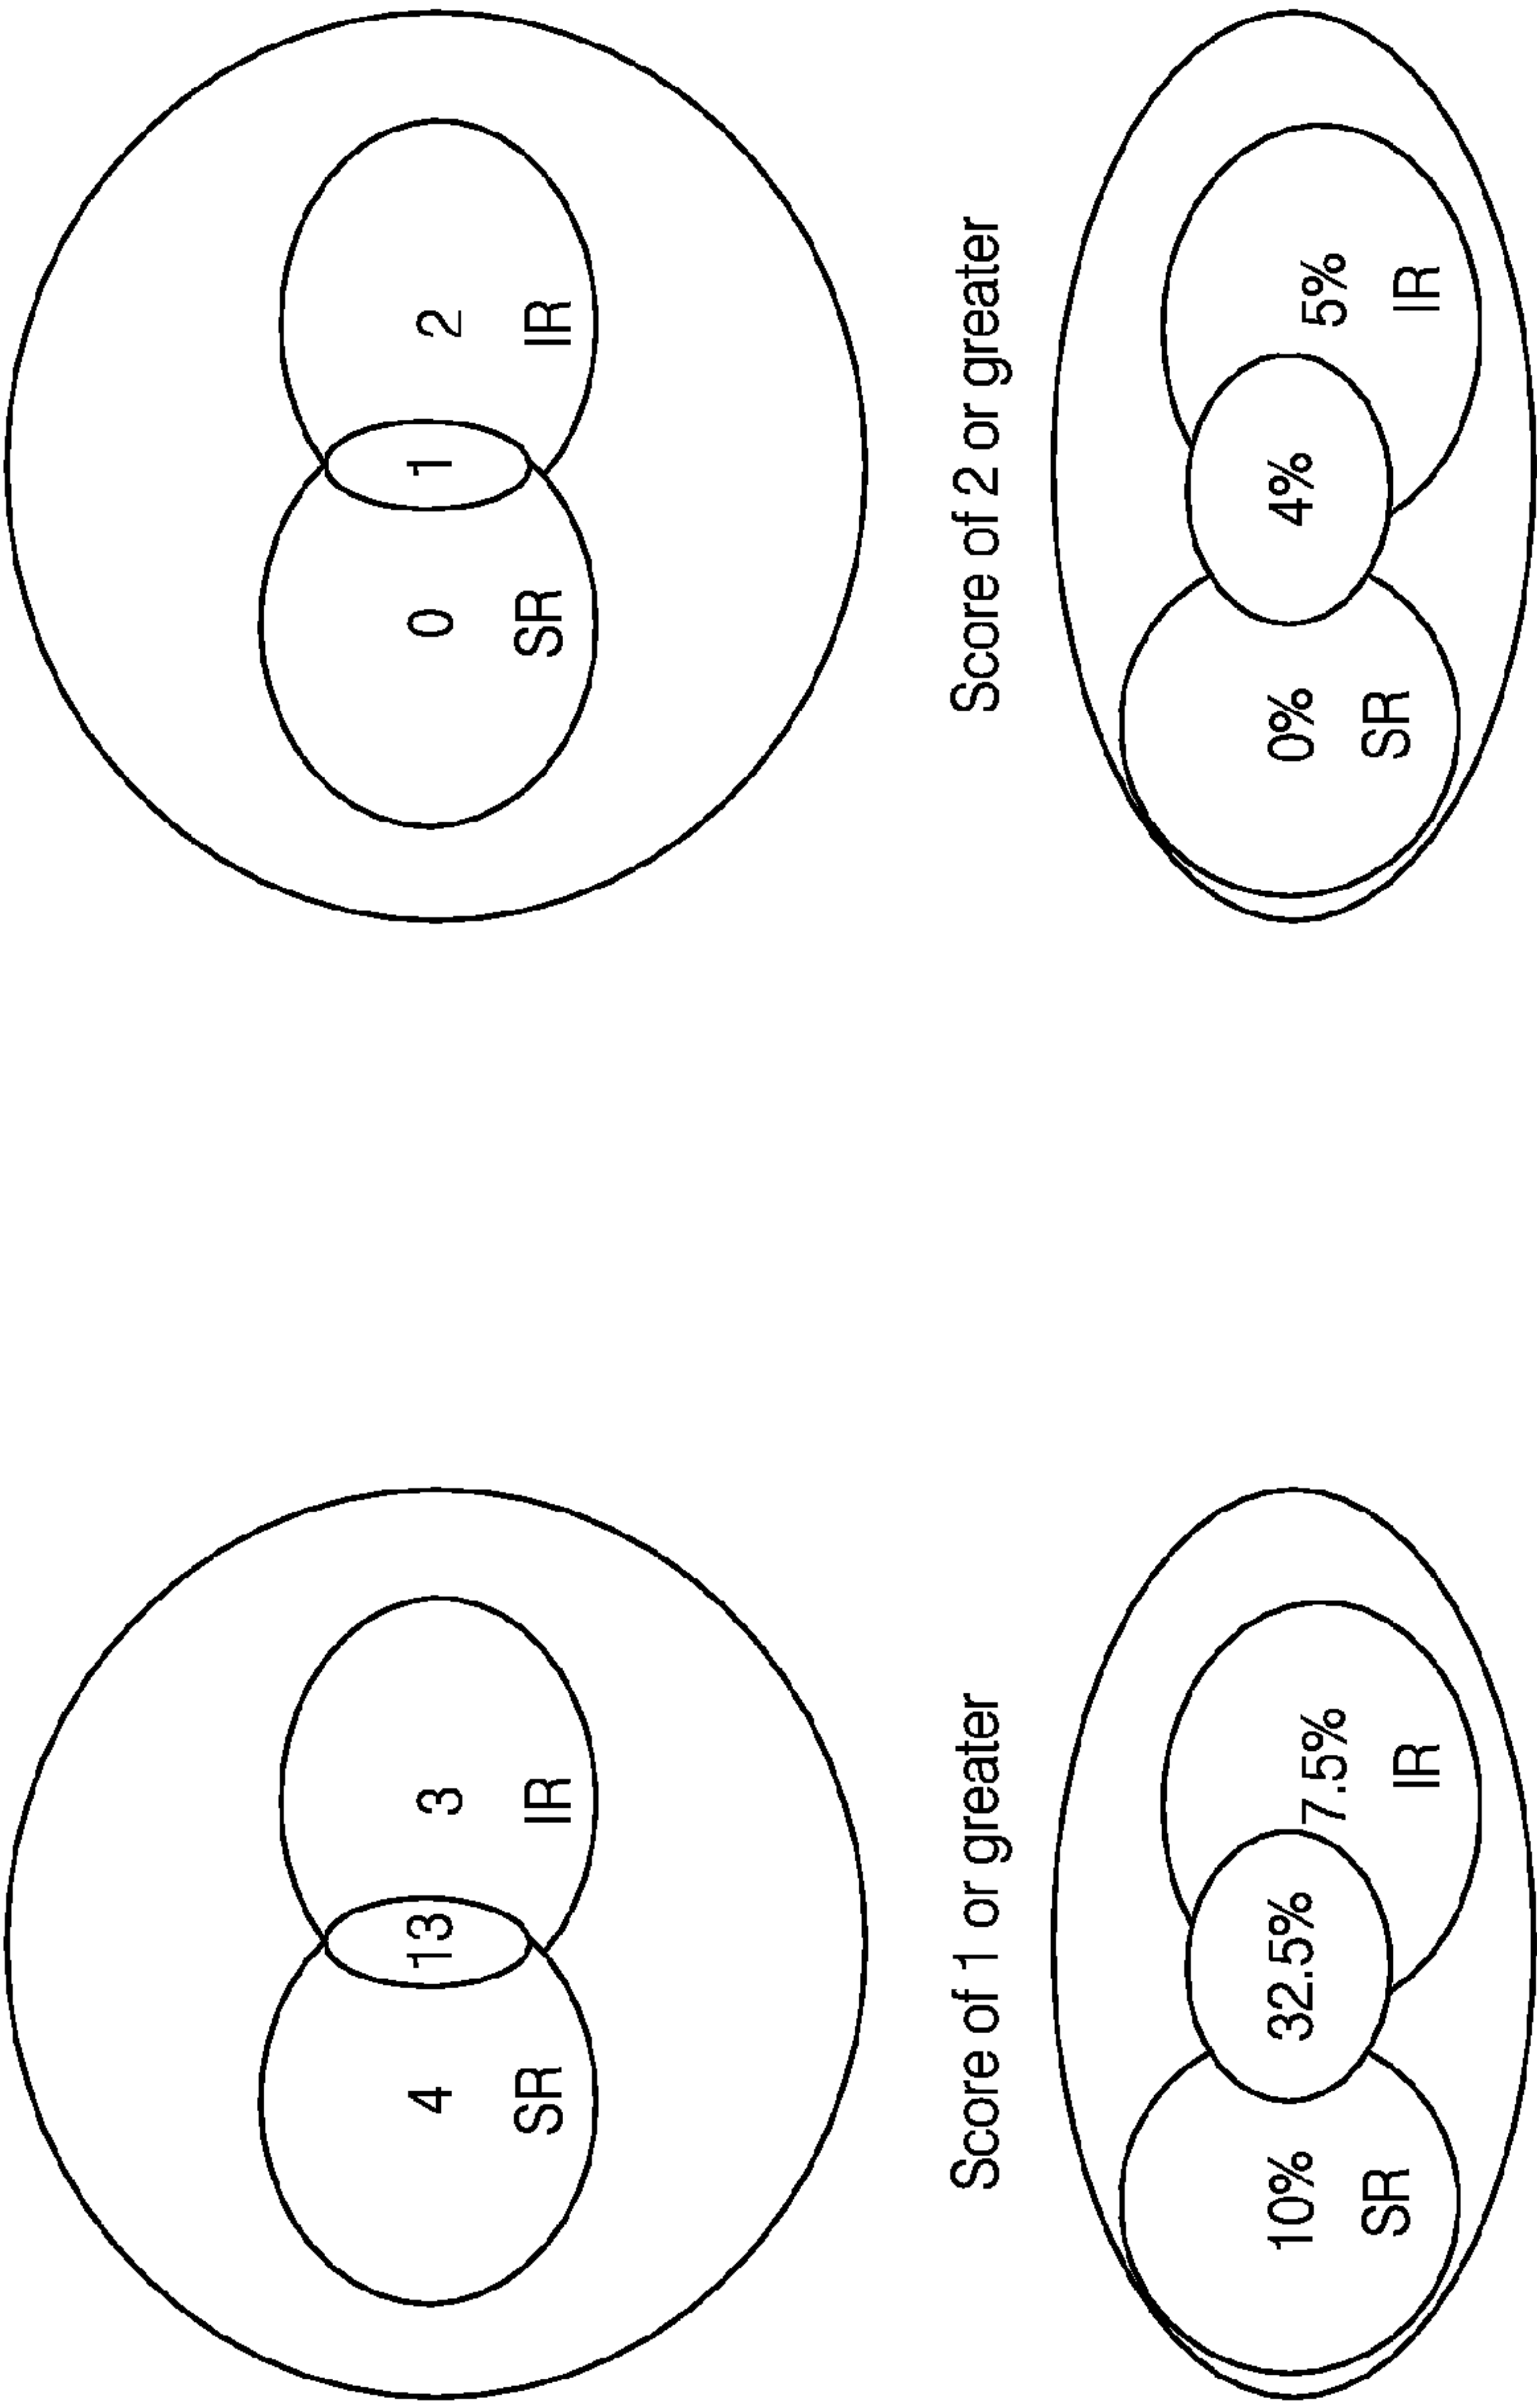 4
13
3
SR
IR
0
1
2
SR
IR
Score of 1 or greater
Score of 2 or greater
10%
32.5%
7.5%
SR
IR
0%
4%
5%
SR
IR